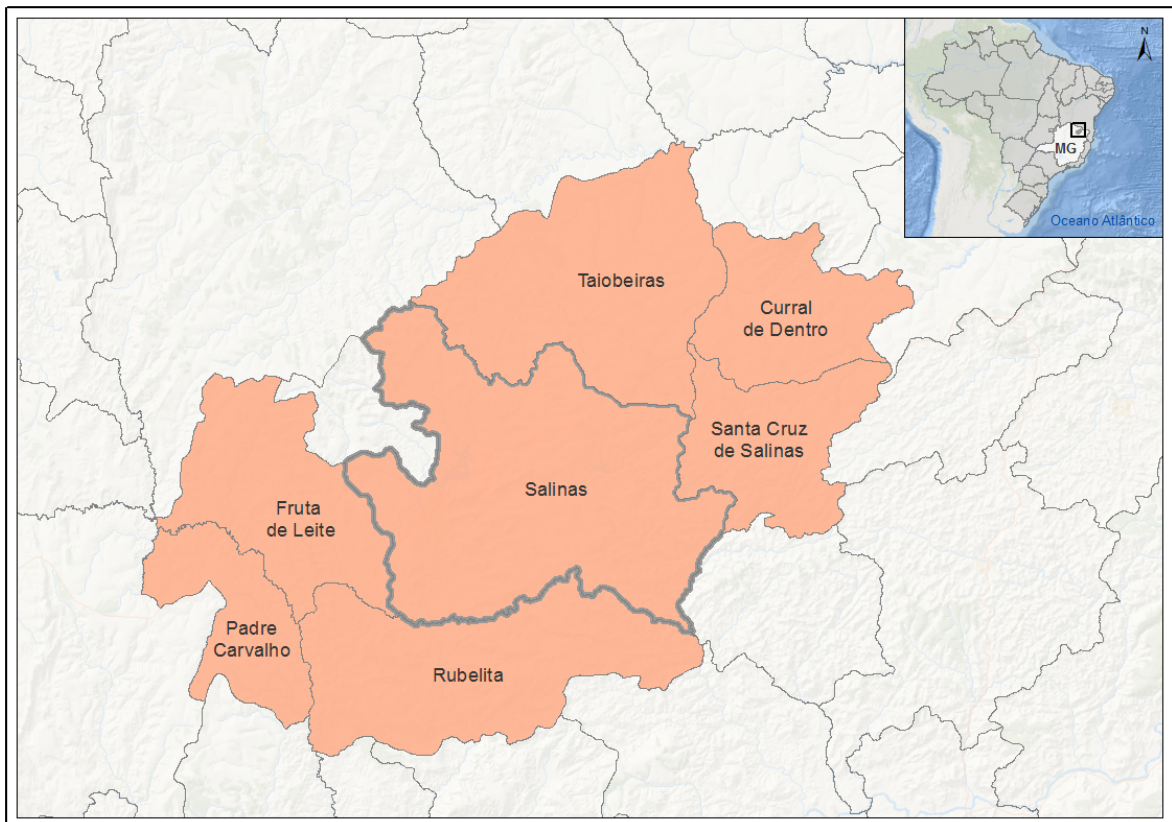 N
MG
Oceano Atlântico
Taiobeiras
Curral
de Dentro
Santa Cruz
de Salinas
Salinas
Fruta
de Leite
Padre
Carvalho
Rubelita